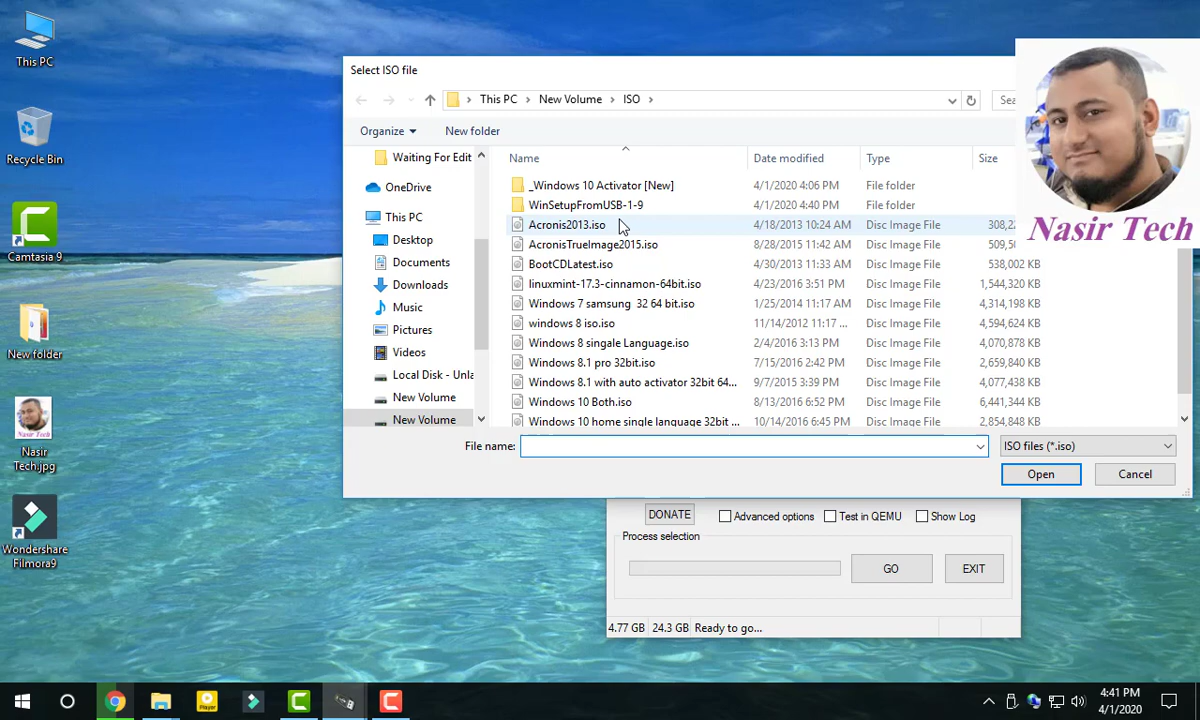 This PC
Recycle Bin
Camtasia 9
New folder
Nasir
Tech.jpg
Wondershare
Filmora9
Select ISO file
This PC > New Volume > ISO >
Organize
New folder
Waiting For Edit
OneDrive
This PC
Desktop
Documents
Downloads
Music
Pictures
Videos
New Volume
New Volume
Name Date modified Type Size
_Windows 10 Activator [New] 4/1/2020 4:06 PM File folder
WinSetupFromUSB-1-9 4/1/2020 4:40 PM File folder
Acronis2013.iso 4/18/2013 10:24 AM Disc Image File 308,22
AcronisTrueImage2015.iso 8/28/2015 11:42 AM Disc Image File 509,50
BootCDLatest.iso 4/30/2013 11:33 AM Disc Image File 538,002 KB
linuxmint-17.3-cinnamon-64bit.iso 4/23/2016 3:51 PM Disc Image File 1,544,320 KB
Windows 7 samsung 32 64 bit.iso 1/25/2014 11:17 AM Disc Image File 4,314,198 KB
windows 8 iso.iso 11/14/2012 11:17 ... Disc Image File 4,594,624 KB
Windows 8 singale Language.iso 2/4/2016 3:13 PM Disc Image File 4,070,878 KB
Windows 8.1 pro 32bit.iso 7/15/2016 2:42 PM Disc Image File 2,659,840 KB
Windows 8.1 with auto activator 32bit 64... 9/7/2015 3:39 PM Disc Image File 4,077,438 KB
Windows 10 Both.iso 8/13/2016 6:52 PM Disc Image File 6,441,344 KB
Windows 10 home single language 32bit ... 10/14/2016 6:45 PM Disc Image File 2,854,848 KB
File name:
ISO files (*.iso)
Open
Cancel
Nasir Tech
DONATE
Advanced options
Test in QEMU
Show Log
Process selection
GO
EXIT
4.77 GB 24.3 GB Ready to go...
Player
4:41 PM
4/1/2020